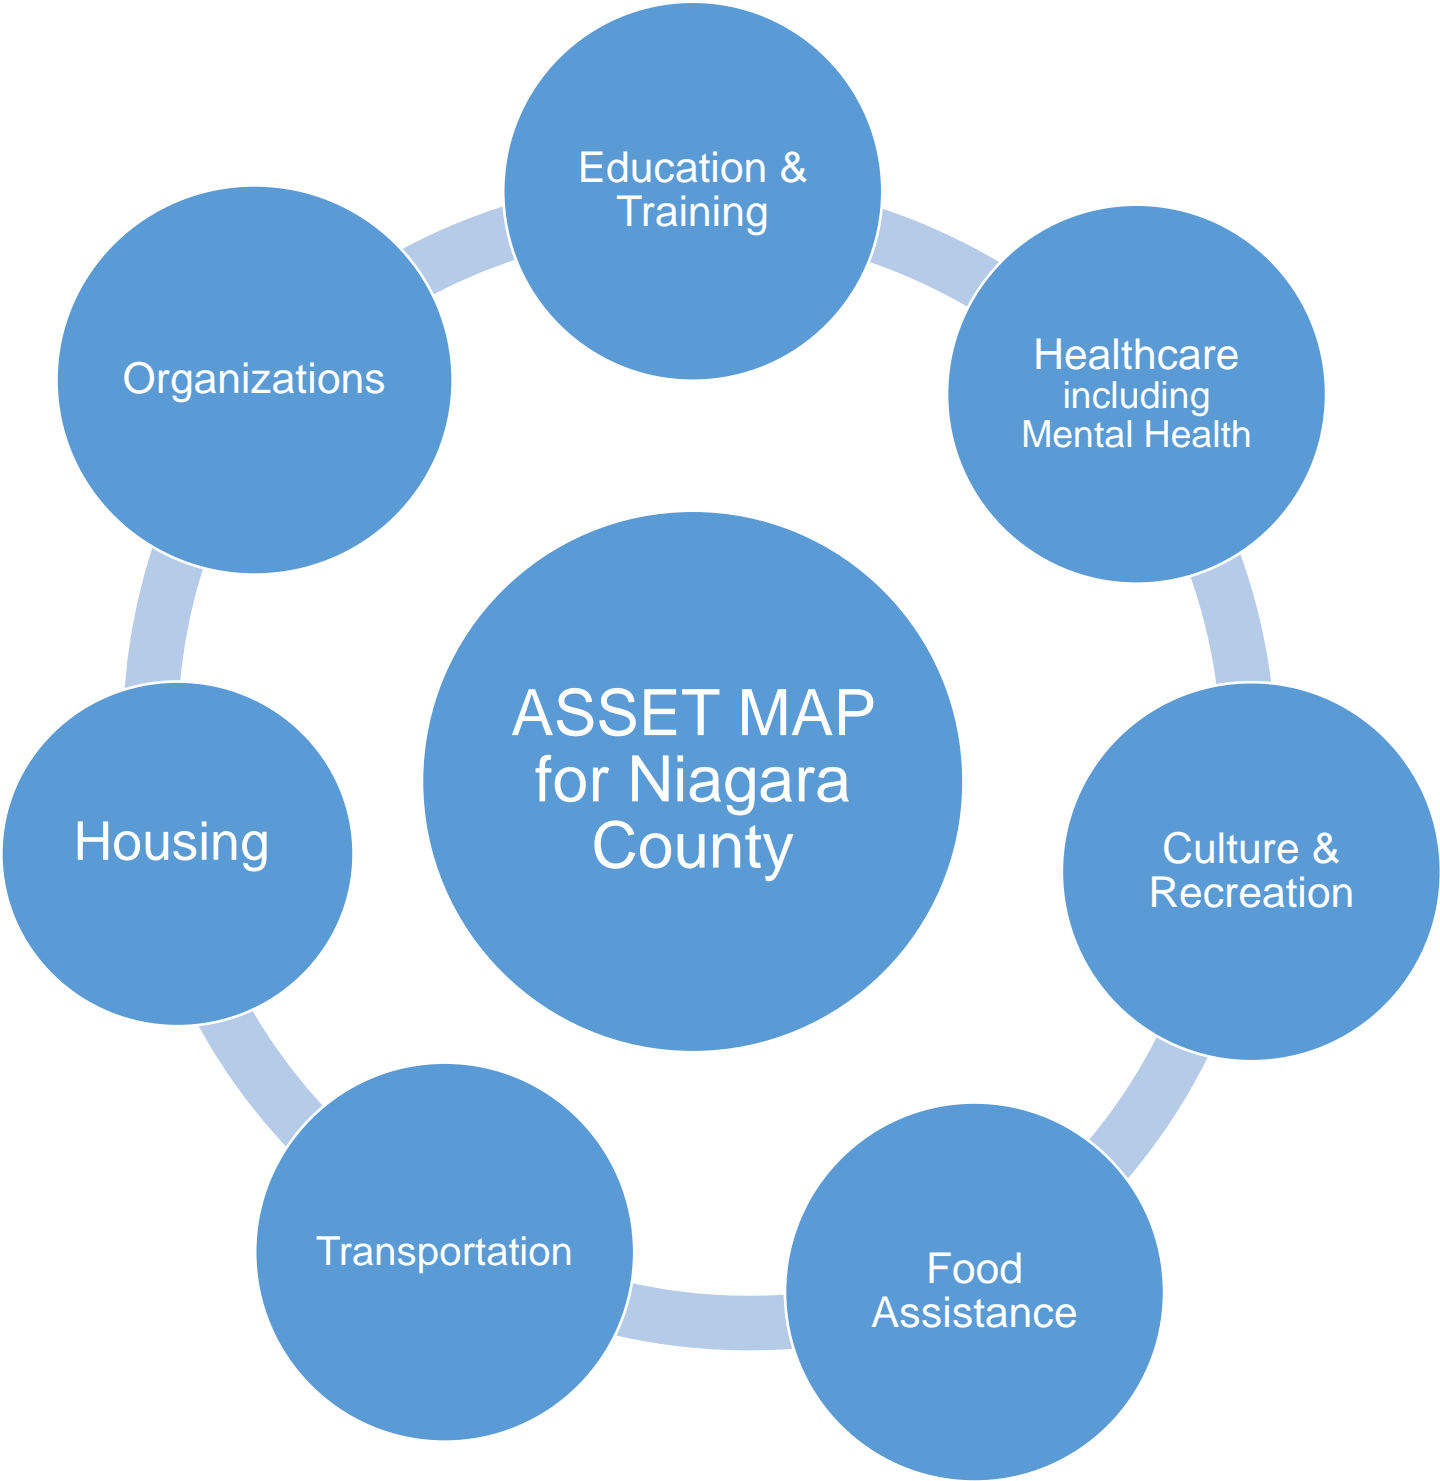 Education &
Training
Healthcare
including
Mental Health
Culture &
Recreation
Food
Assistance
Transportation
Housing
Organizations
ASSET MAP
for Niagara
County